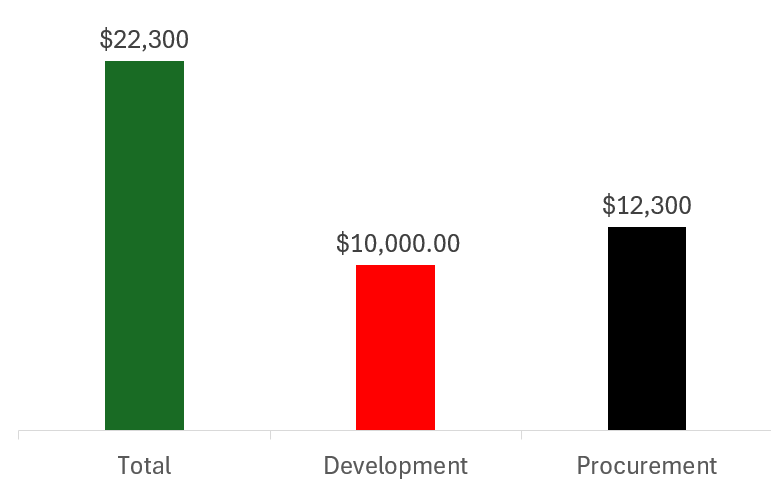 $22,300
$12,300
$10,000.00
Total
Development
Procurement